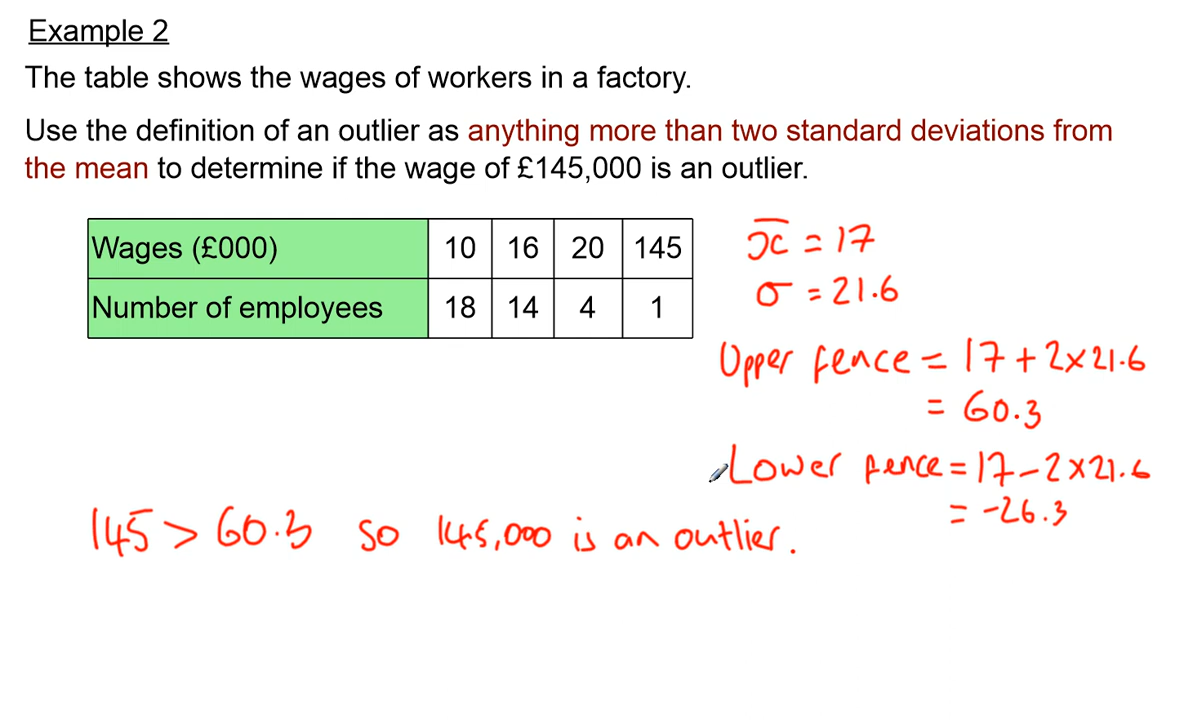 Example 2
The table shows the wages of workers in a factory.
Use the definition of an outlier as anything more than two standard deviations from
the mean to determine if the wage of £145,000 is an outlier.
Wages (£000) 10 16 20 145
Number of employees 18 14 4 1
x̄ = 17
σ = 21.6
Upper fence = 17 + 2 × 21.6
= 60.3
Lower fence = 17 - 2 × 21.6
= -26.3
145 > 60.3 so 145,000 is an outlier.